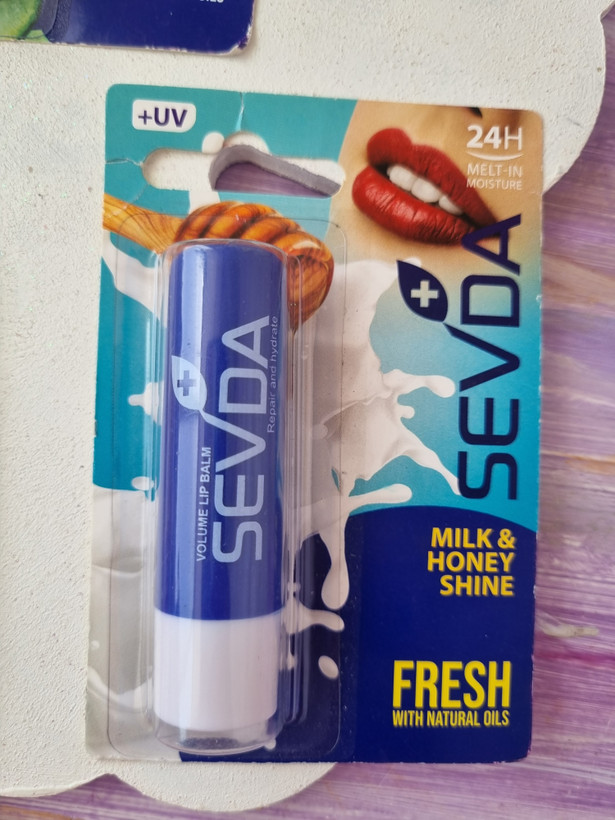 +UV
24H
MELT-IN
MOISTURE
SEVDA
VOLUME LIP BALM
SEVDA
Repair and hydrate
MILK &
HONEY
SHINE
FRESH
WITH NATURAL OILS